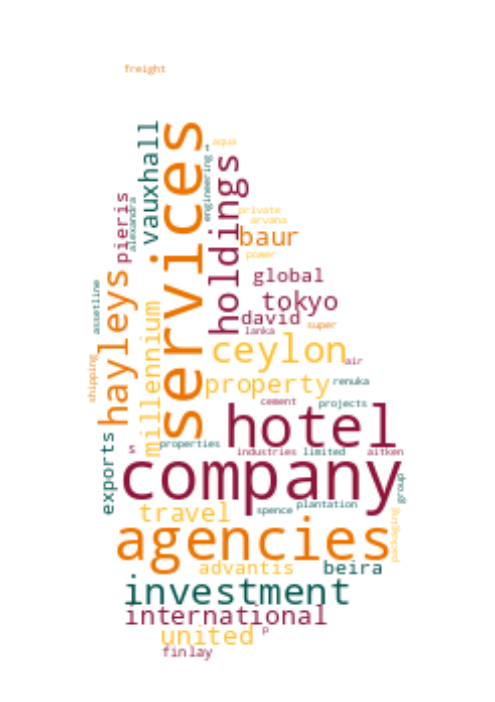 freight
services
vauxhall
aqua
engineering
holdings
pieris
alexandra
private
arvana
baur
power
global
hayleys
assetline
millennium
tokyo
david
super
lanka
ceylon
air
shipping
property
renuka
cement
projects
hotel
exports
properties
industries
limited
aitken
company
group
plantation
spence
travel
packaging
agencies
advantis
beira
investment
international
united
p
finlay